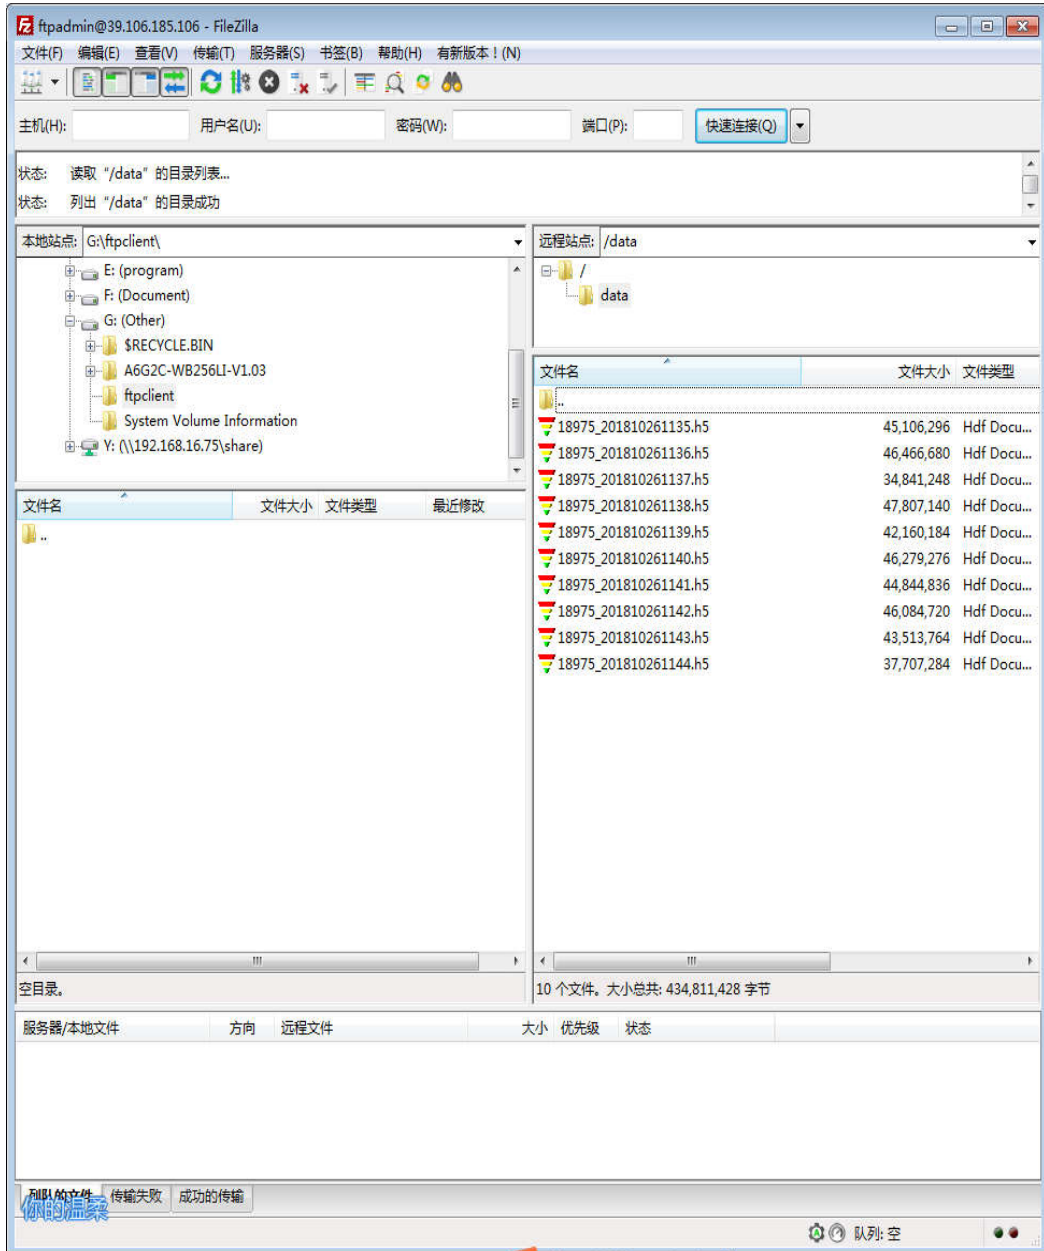 ftpadmin@39.106.185.106 - FileZilla
文件(F) 编辑(E) 查看(V) 传输(T) 服务器(S) 书签(B) 帮助(H) 有新版本！(N)
主机(H): 用户名(U): 密码(W): 端口(P): 快速连接(Q)
状态: 读取“/data”的目录列表...
状态: 列出“/data”的目录成功
本地站点: G:\ftpclient\
E: (program)
F: (Document)
G: (Other)
$RECYCLE.BIN
A6G2C-WB256LI-V1.03
ftpclient
System Volume Information
Y: (\\192.168.16.75\share)
文件名 文件大小 文件类型 最近修改
..
空目录。
远程站点: /data
/
data
文件名 文件大小 文件类型
..
18975_201810261135.h5 45,106,296 Hdf Docu...
18975_201810261136.h5 46,466,680 Hdf Docu...
18975_201810261137.h5 34,841,248 Hdf Docu...
18975_201810261138.h5 47,807,140 Hdf Docu...
18975_201810261139.h5 42,160,184 Hdf Docu...
18975_201810261140.h5 46,279,276 Hdf Docu...
18975_201810261141.h5 44,844,836 Hdf Docu...
18975_201810261142.h5 46,084,720 Hdf Docu...
18975_201810261143.h5 43,513,764 Hdf Docu...
18975_201810261144.h5 37,707,284 Hdf Docu...
10 个文件。大小总共: 434,811,428 字节
服务器/本地文件 方向 远程文件 大小 优先级 状态
列队的文件 传输失败 成功的传输
你的温柔
队列: 空